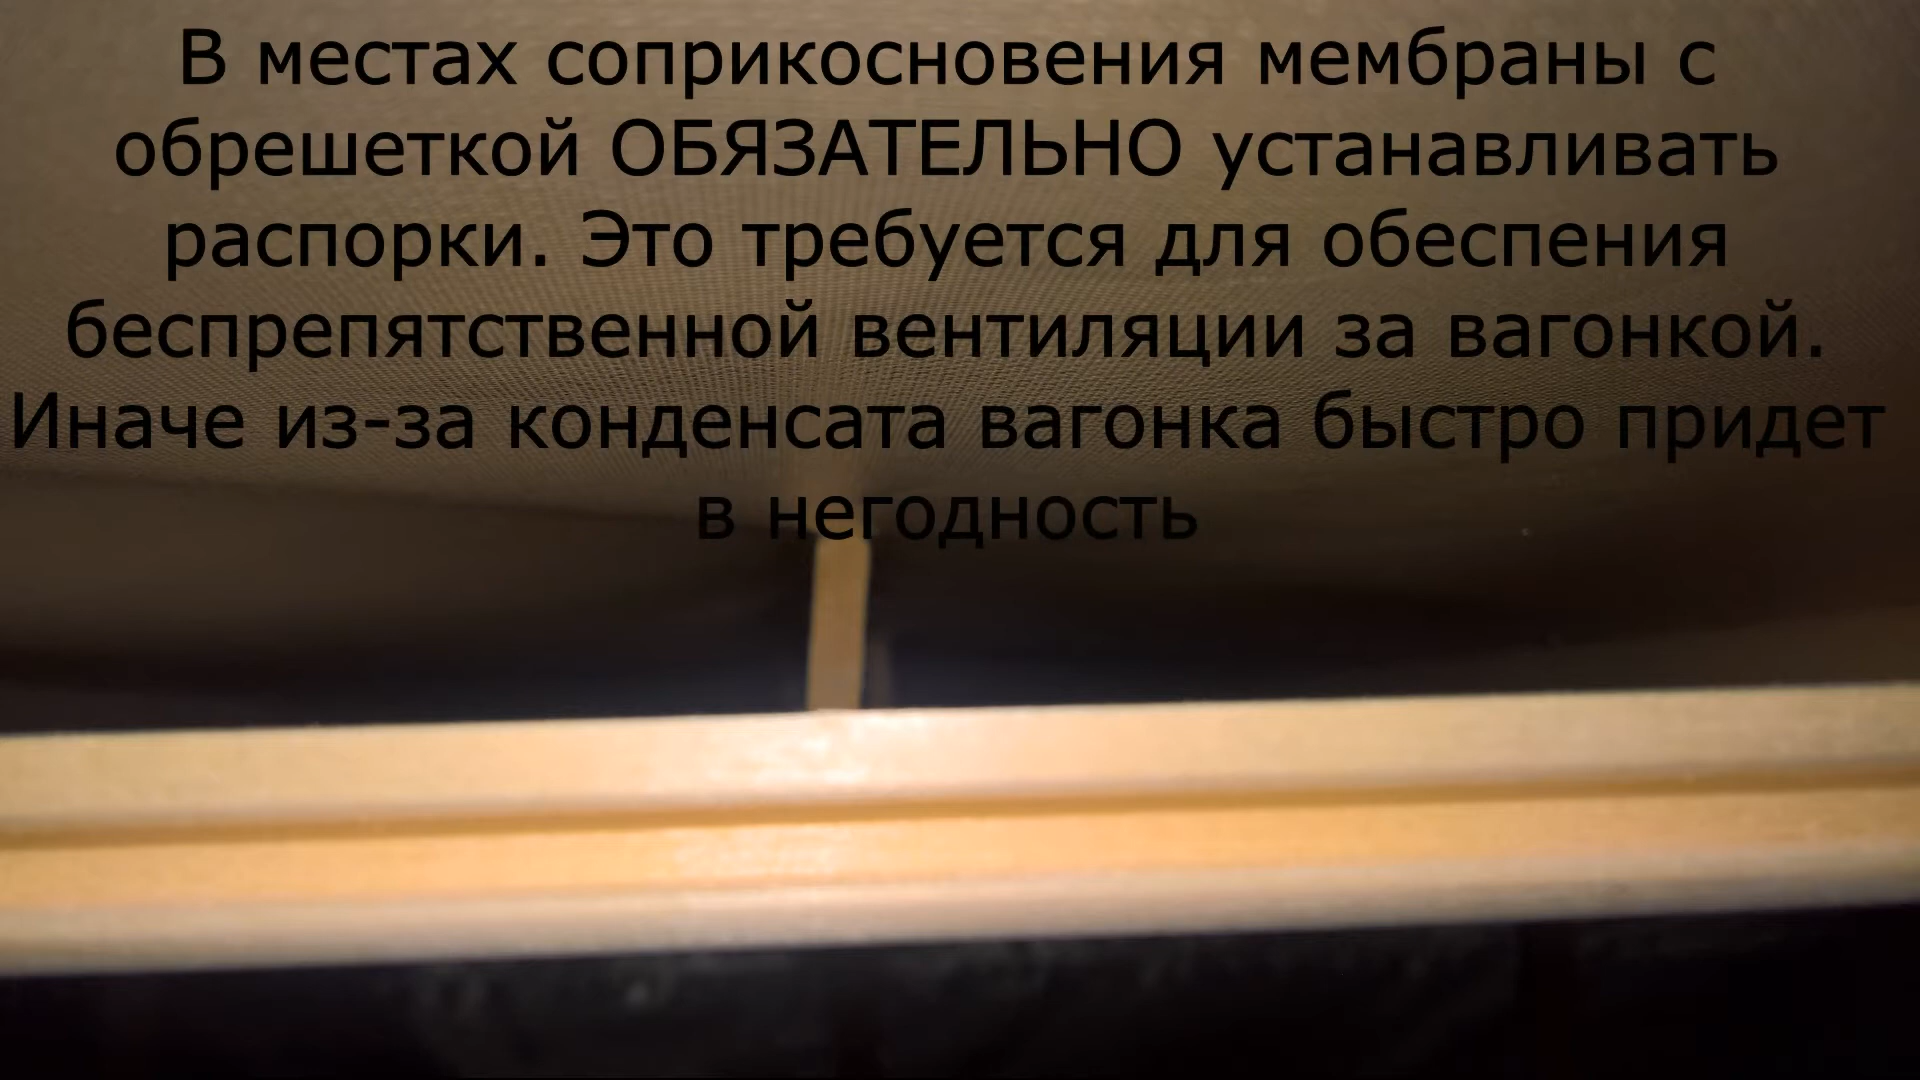 В местах соприкосновения мембраны с
обрешеткой ОБЯЗАТЕЛЬНО устанавливать
распорки. Это требуется для обеспения
беспрепятственной вентиляции за вагонкой.
Иначе из-за конденсата вагонка быстро придет
в негодность